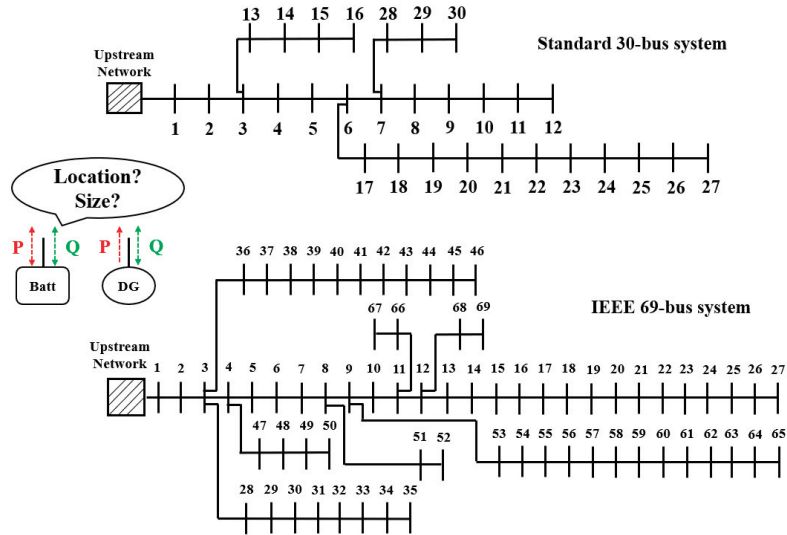 13 14 15 16
28 29 30
Standard 30-bus system
Upstream
Network
1 2 3 4 5 6 7 8 9 10 11 12
17 18 19 20 21 22 23 24 25 26 27
Location?
Size?
P Q
P Q
Batt
DG
36 37 38 39 40 41 42 43 44 45 46
67 66
68 69
IEEE 69-bus system
Upstream
Network
1 2 3 4 5 6 7 8 9 10 11 12 13 14 15 16 17 18 19 20 21 22 23 24 25 26 27
47 48 49 50
51 52
53 54 55 56 57 58 59 60 61 62 63 64 65
28 29 30 31 32 33 34 35